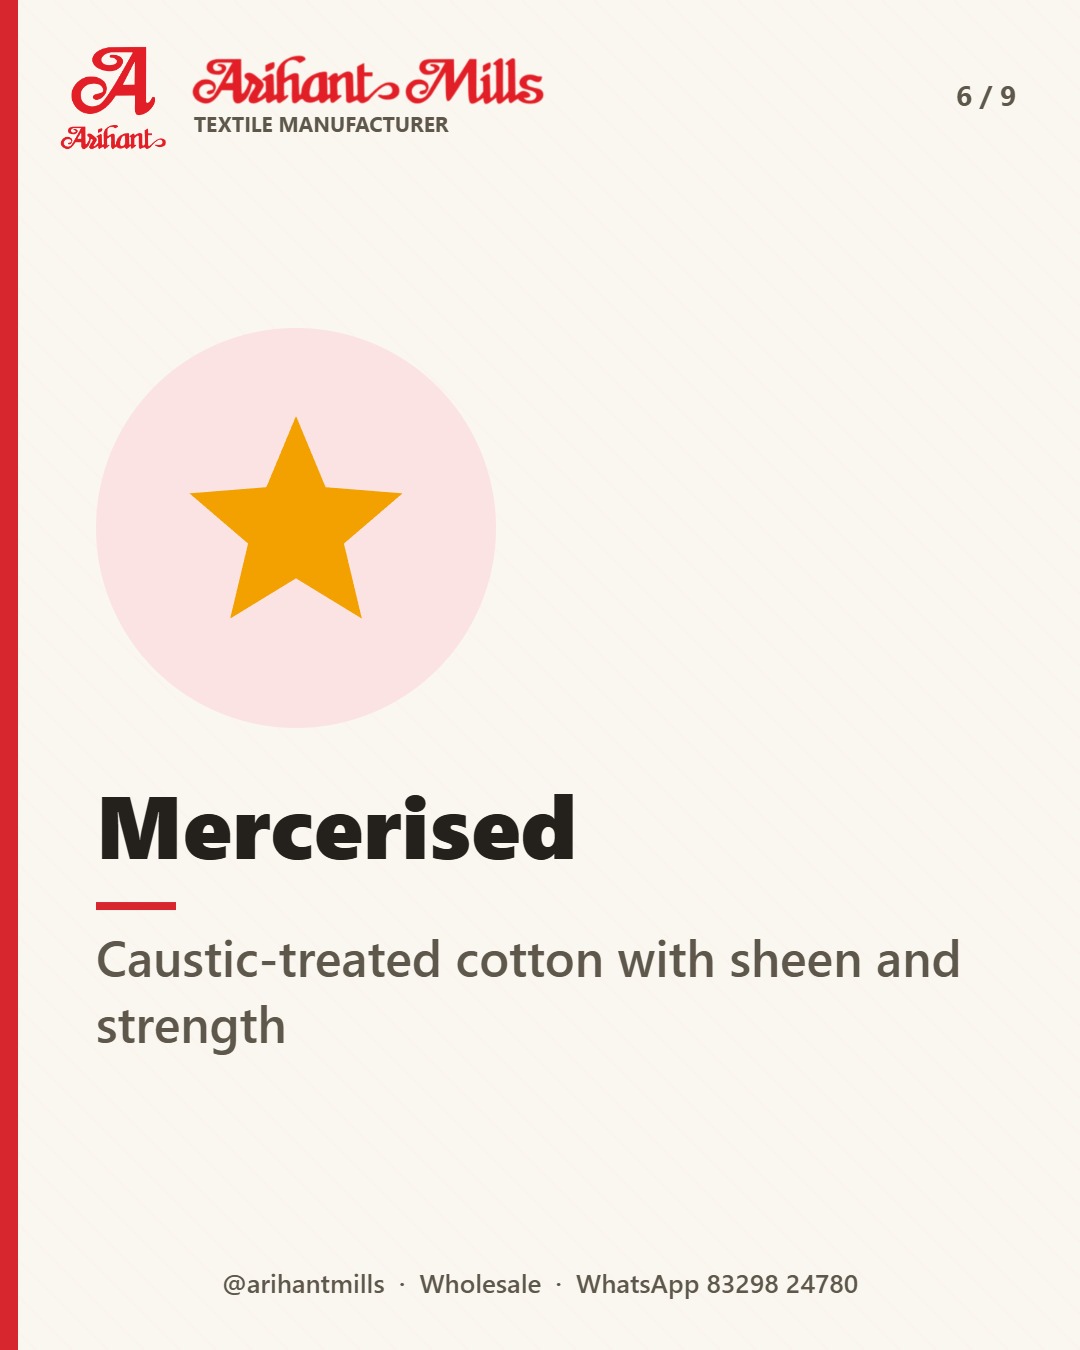 A
Arihant
Arihant Mills
TEXTILE MANUFACTURER
6 / 9
Mercerised
Caustic-treated cotton with sheen and
strength
@arihantmills · Wholesale · WhatsApp 83298 24780